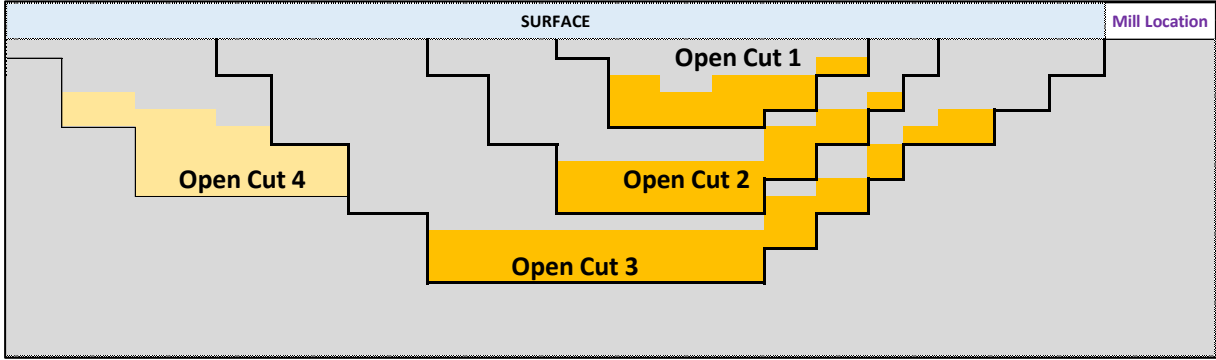 SURFACE
Mill Location
Open Cut 1
Open Cut 4
Open Cut 2
Open Cut 3